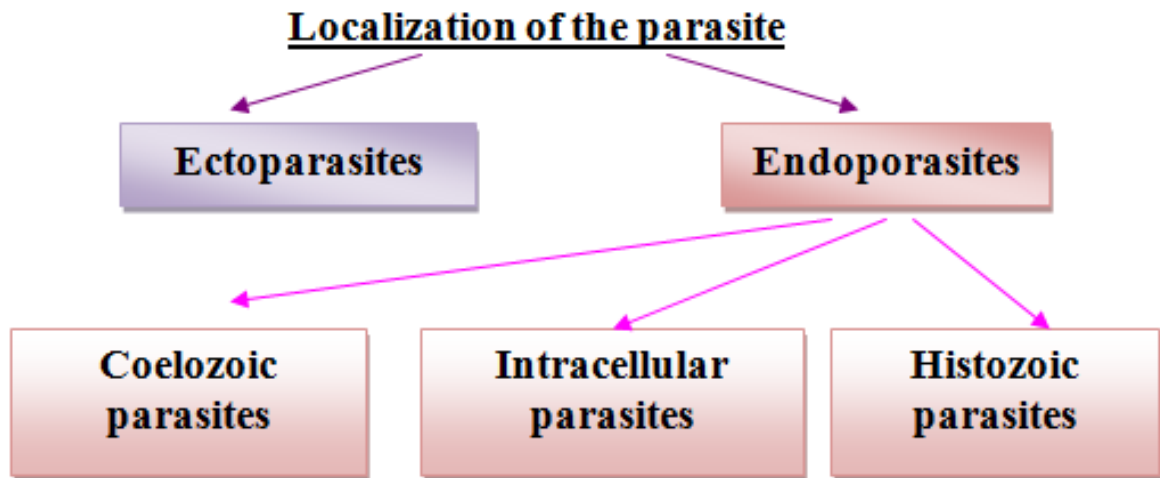 Localization of the parasite
Ectoparasites
Endoporasites
Coelozoic
parasites
Intracellular
parasites
Histozoic
parasites